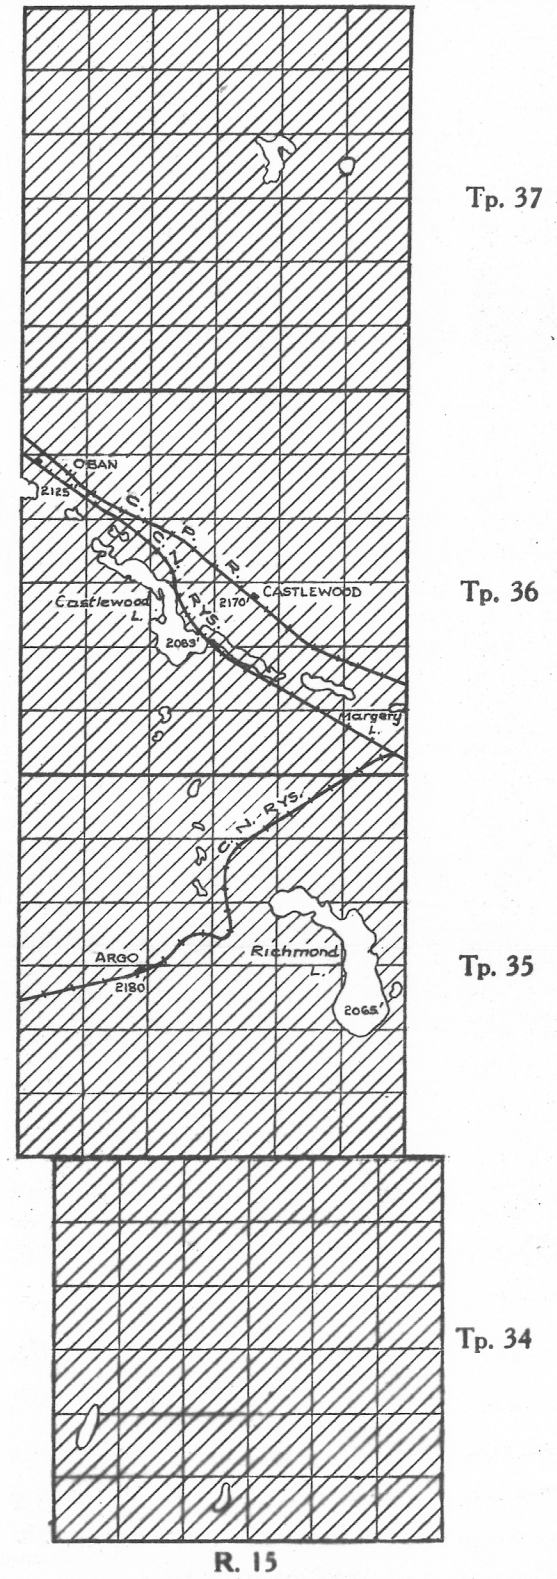 Tp. 37
OBAN
2125
C. P. R.
C. N. RYS.
Castlewood L.
2170'
CASTLEWOOD
Tp. 36
2083'
Margery L.
C. N. RYS.
ARGO
2180
Richmond L.
Tp. 35
2065'
Tp. 34
R. 15